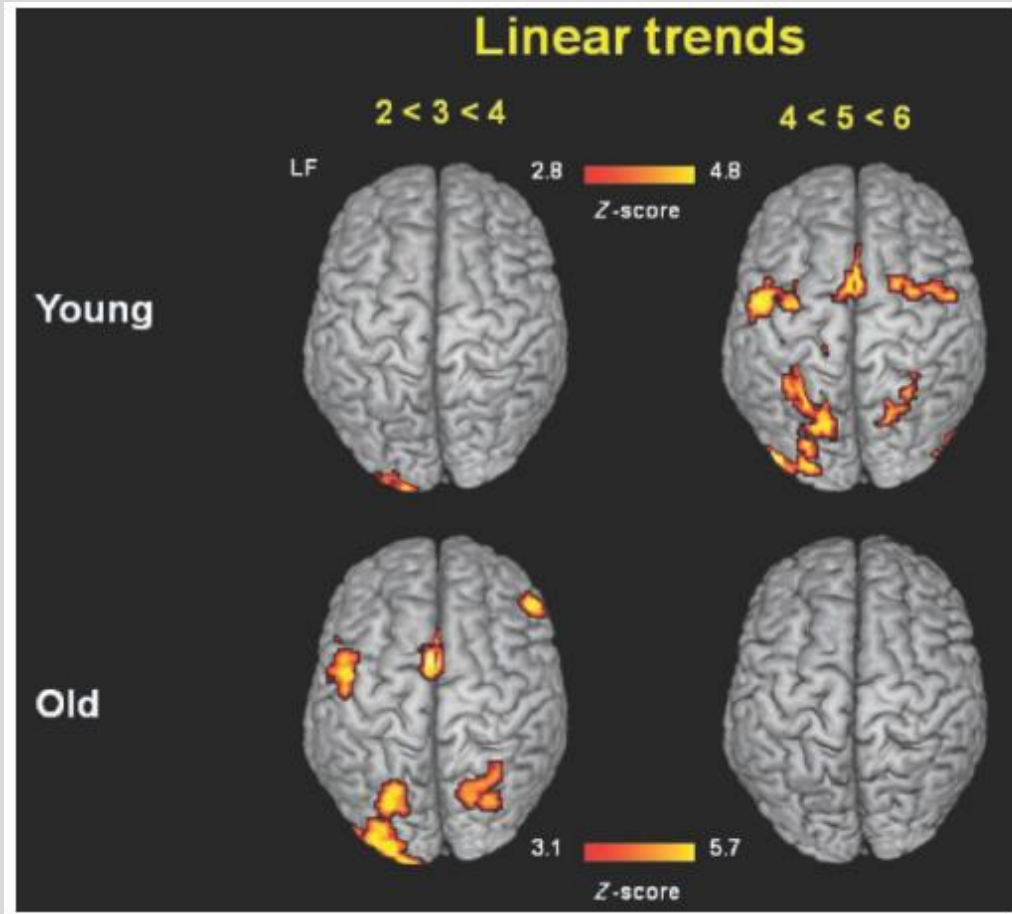 Linear trends
2 < 3 < 4
4 < 5 < 6
LF
2.8
4.8
Z-score
Young
Old
3.1
5.7
Z-score